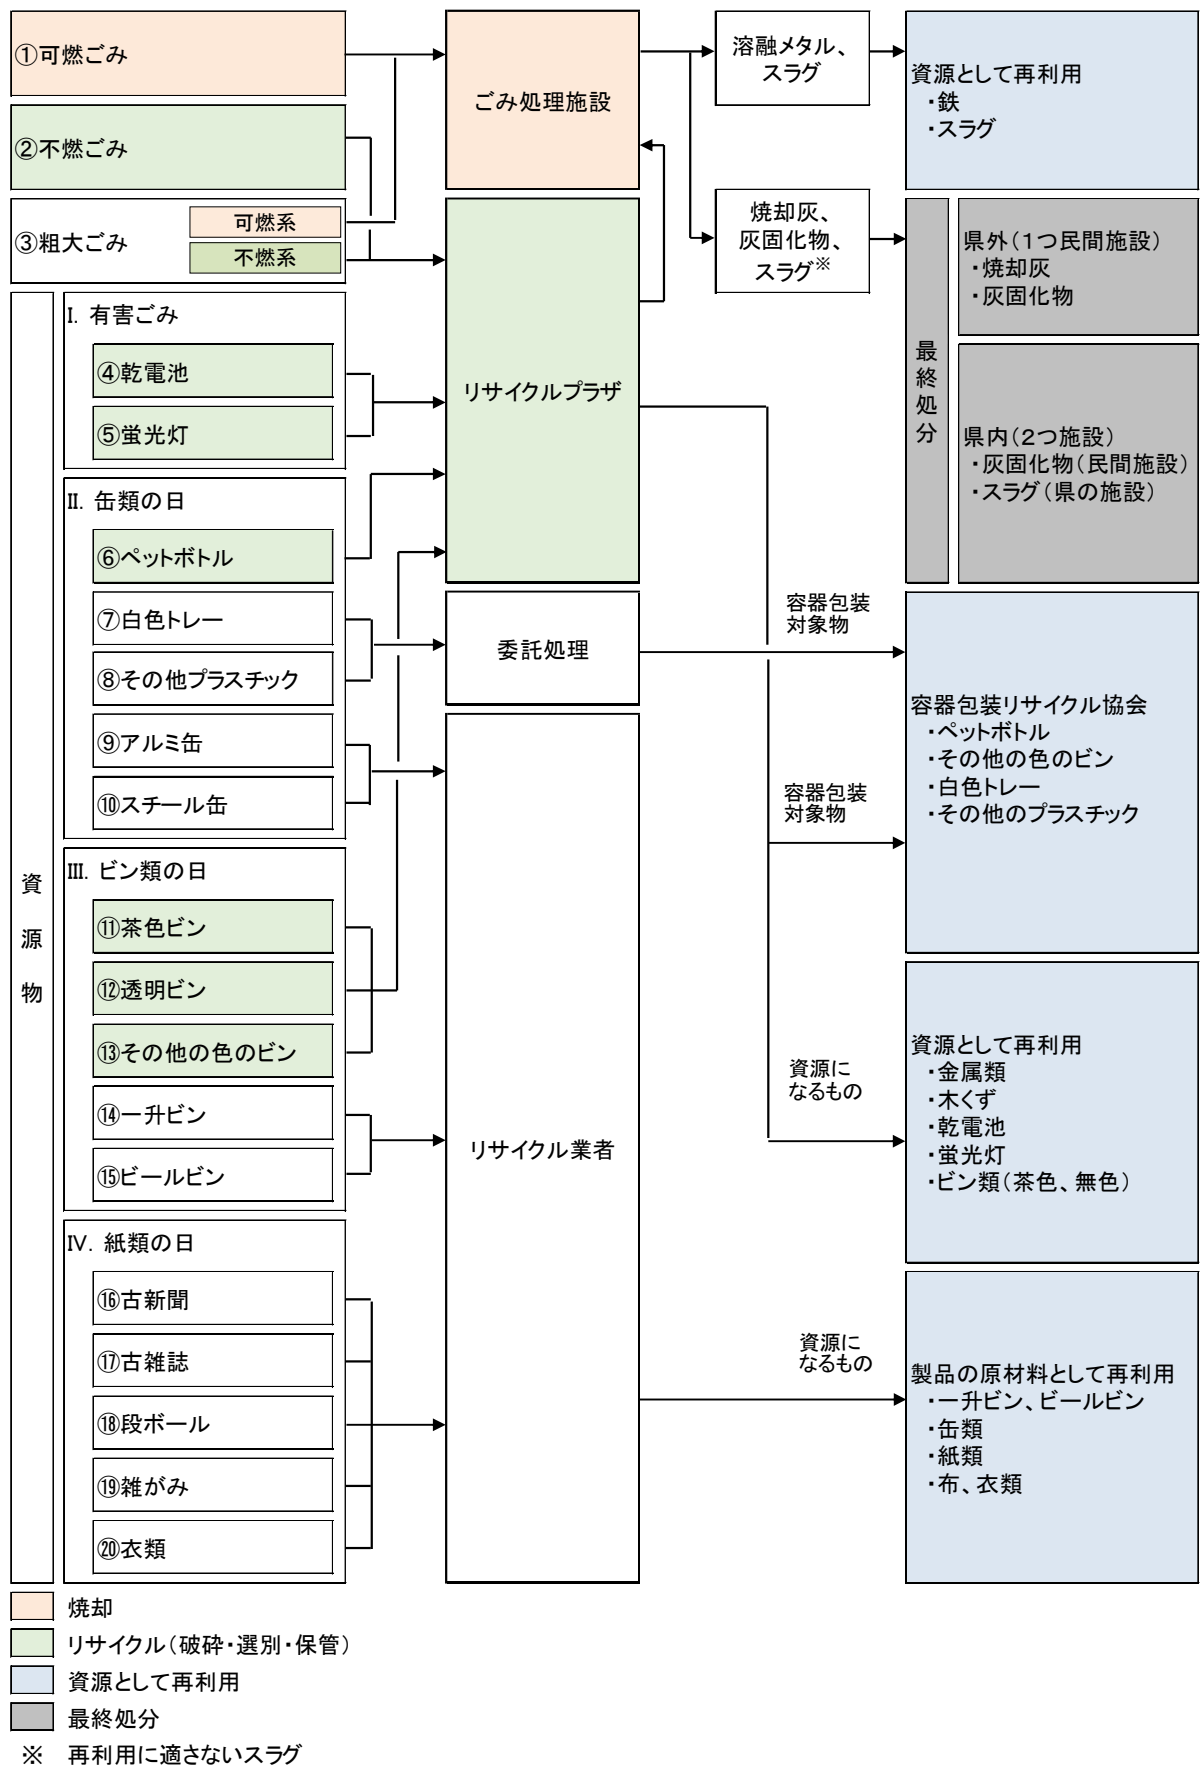 ①可燃ごみ
②不燃ごみ
③粗大ごみ
可燃系
不燃系
資
源
物
Ⅰ. 有害ごみ
④乾電池
⑤蛍光灯
Ⅱ. 缶類の日
⑥ペットボトル
⑦白色トレー
⑧その他プラスチック
⑨アルミ缶
⑩スチール缶
Ⅲ. ビン類の日
⑪茶色ビン
⑫透明ビン
⑬その他の色のビン
⑭一升ビン
⑮ビールビン
Ⅳ. 紙類の日
⑯古新聞
⑰古雑誌
⑱段ボール
⑲雑がみ
⑳衣類
ごみ処理施設
リサイクルプラザ
委託処理
リサイクル業者
溶融メタル、
スラグ
焼却灰、
灰固化物、
スラグ※
容器包装
対象物
容器包装
対象物
資源に
なるもの
資源に
なるもの
資源として再利用
・鉄
・スラグ
最
終
処
分
県外(1つ民間施設)
・焼却灰
・灰固化物
県内(2つ施設)
・灰固化物(民間施設)
・スラグ(県の施設)
容器包装リサイクル協会
・ペットボトル
・その他の色のビン
・白色トレー
・その他のプラスチック
資源として再利用
・金属類
・木くず
・乾電池
・蛍光灯
・ビン類(茶色、無色)
製品の原材料として再利用
・一升ビン、ビールビン
・缶類
・紙類
・布、衣類
焼却
リサイクル(破砕・選別・保管)
資源として再利用
最終処分
※ 再利用に適さないスラグ